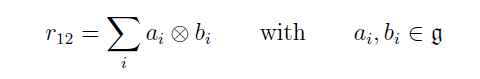 r₁₂ = ∑ᵢ aᵢ ⊗ bᵢ with aᵢ, bᵢ ∈ 𝔤